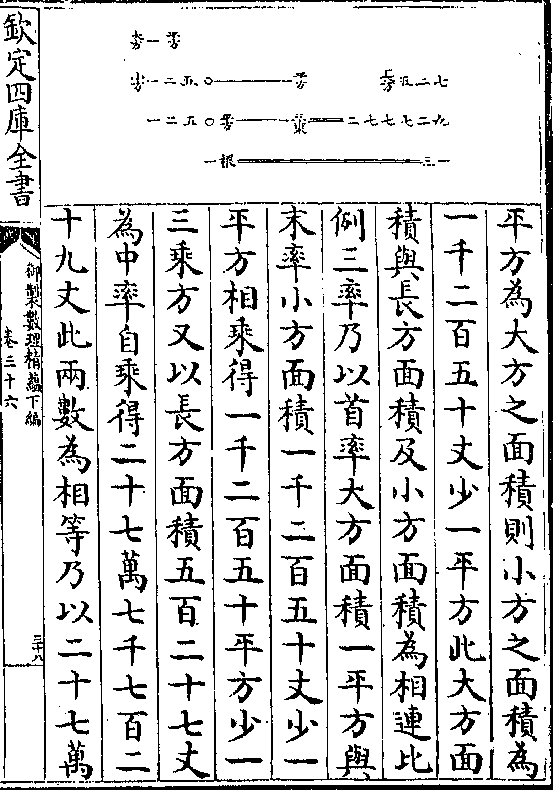 一二五〇
五二七
一二五〇
二七七七二九
一根
三一
平方為大方之面積則小方之面積為
一千二百五十丈少一平方此大方面
積與長方面積及小方面積為相連比
例三率乃以首率大方面積一平方與
末率小方面積一千二百五十丈少一
平方相乘得一千二百五十平方少一
三乘方又以長方面積五百二十七丈
為中率自乘得二十七萬七千七百二
十九丈此兩數為相等乃以二十七萬
欽定四庫全書
御製數理精蘊下編
卷三十六
三十八